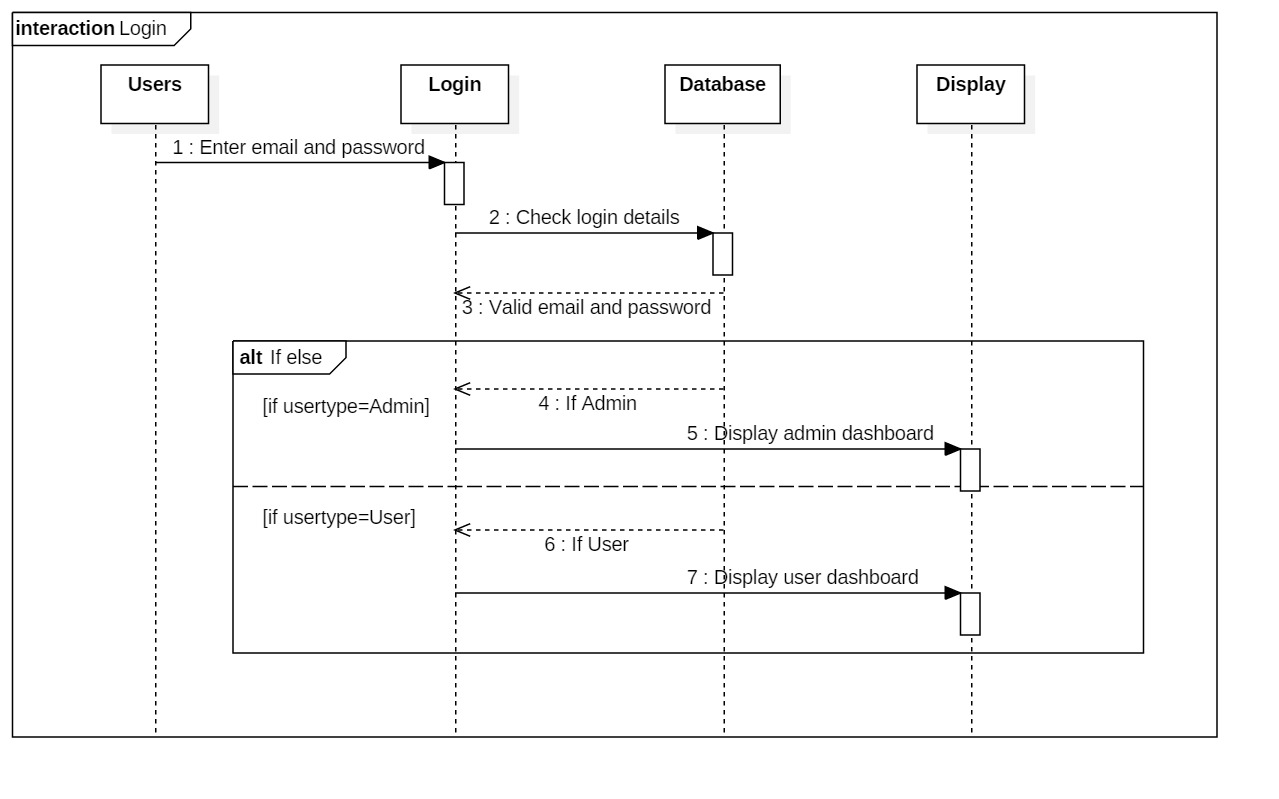 interaction Login
Users
Login
Database
Display
1 : Enter email and password
2 : Check login details
3 : Valid email and password
alt If else
4 : If Admin
[if usertype=Admin]
5 : Display admin dashboard
[if usertype=User]
6 : If User
7 : Display user dashboard